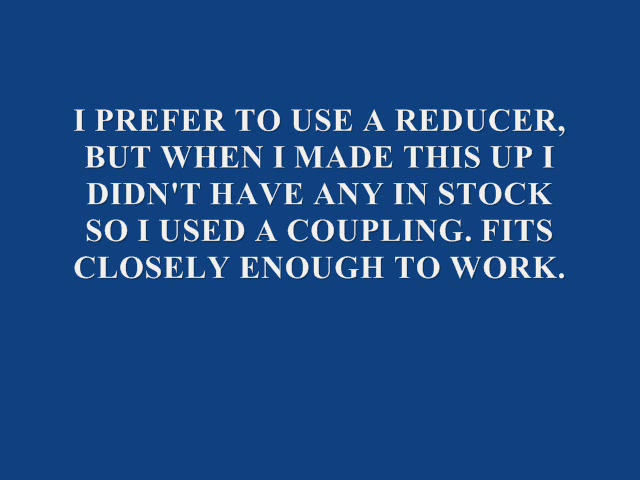 I PREFER TO USE A REDUCER,
BUT WHEN I MADE THIS UP I
DIDN'T HAVE ANY IN STOCK
SO I USED A COUPLING. FITS
CLOSELY ENOUGH TO WORK.